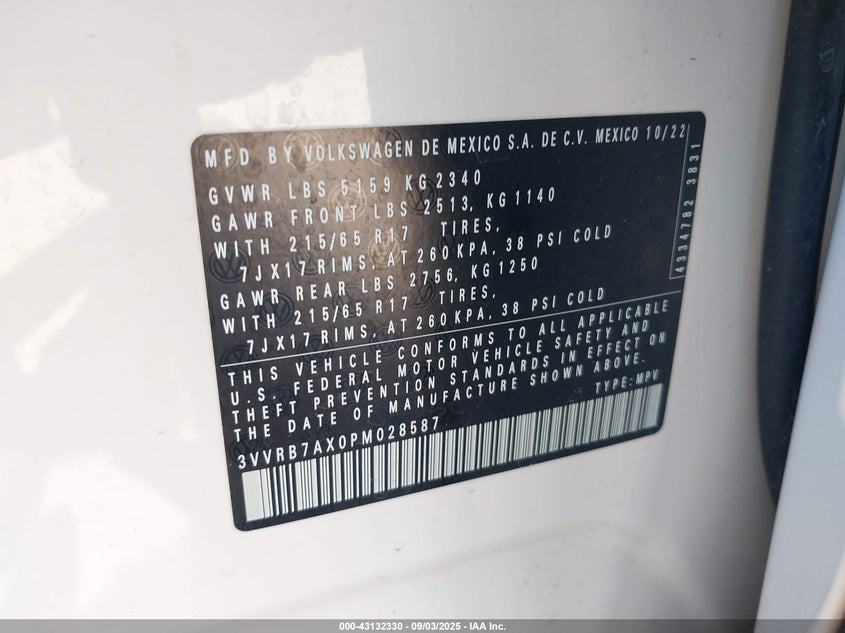 MFD BY VOLKSWAGEN DE MEXICO S.A. DE C.V. MEXICO 10/22
GVWR LBS 5159 KG 2340
GAWR FRONT LBS 2513, KG 1140
WITH 215/65 R17 TIRES,
7JX17 RIMS, AT 260KPA, 38 PSI COLD
GAWR REAR LBS 2756, KG 1250
WITH 215/65 R17 TIRES,
7JX17 RIMS, AT 260KPA, 38 PSI COLD
4334782 3831
THIS VEHICLE CONFORMS TO ALL APPLICABLE
U.S. FEDERAL MOTOR VEHICLE SAFETY AND
THEFT PREVENTION STANDARDS IN EFFECT ON
THE DATE OF MANUFACTURE SHOWN ABOVE.
3VVRB7AX0PM028587 TYPE:MPV
000-43132330 - 09/03/2025 - IAA Inc.